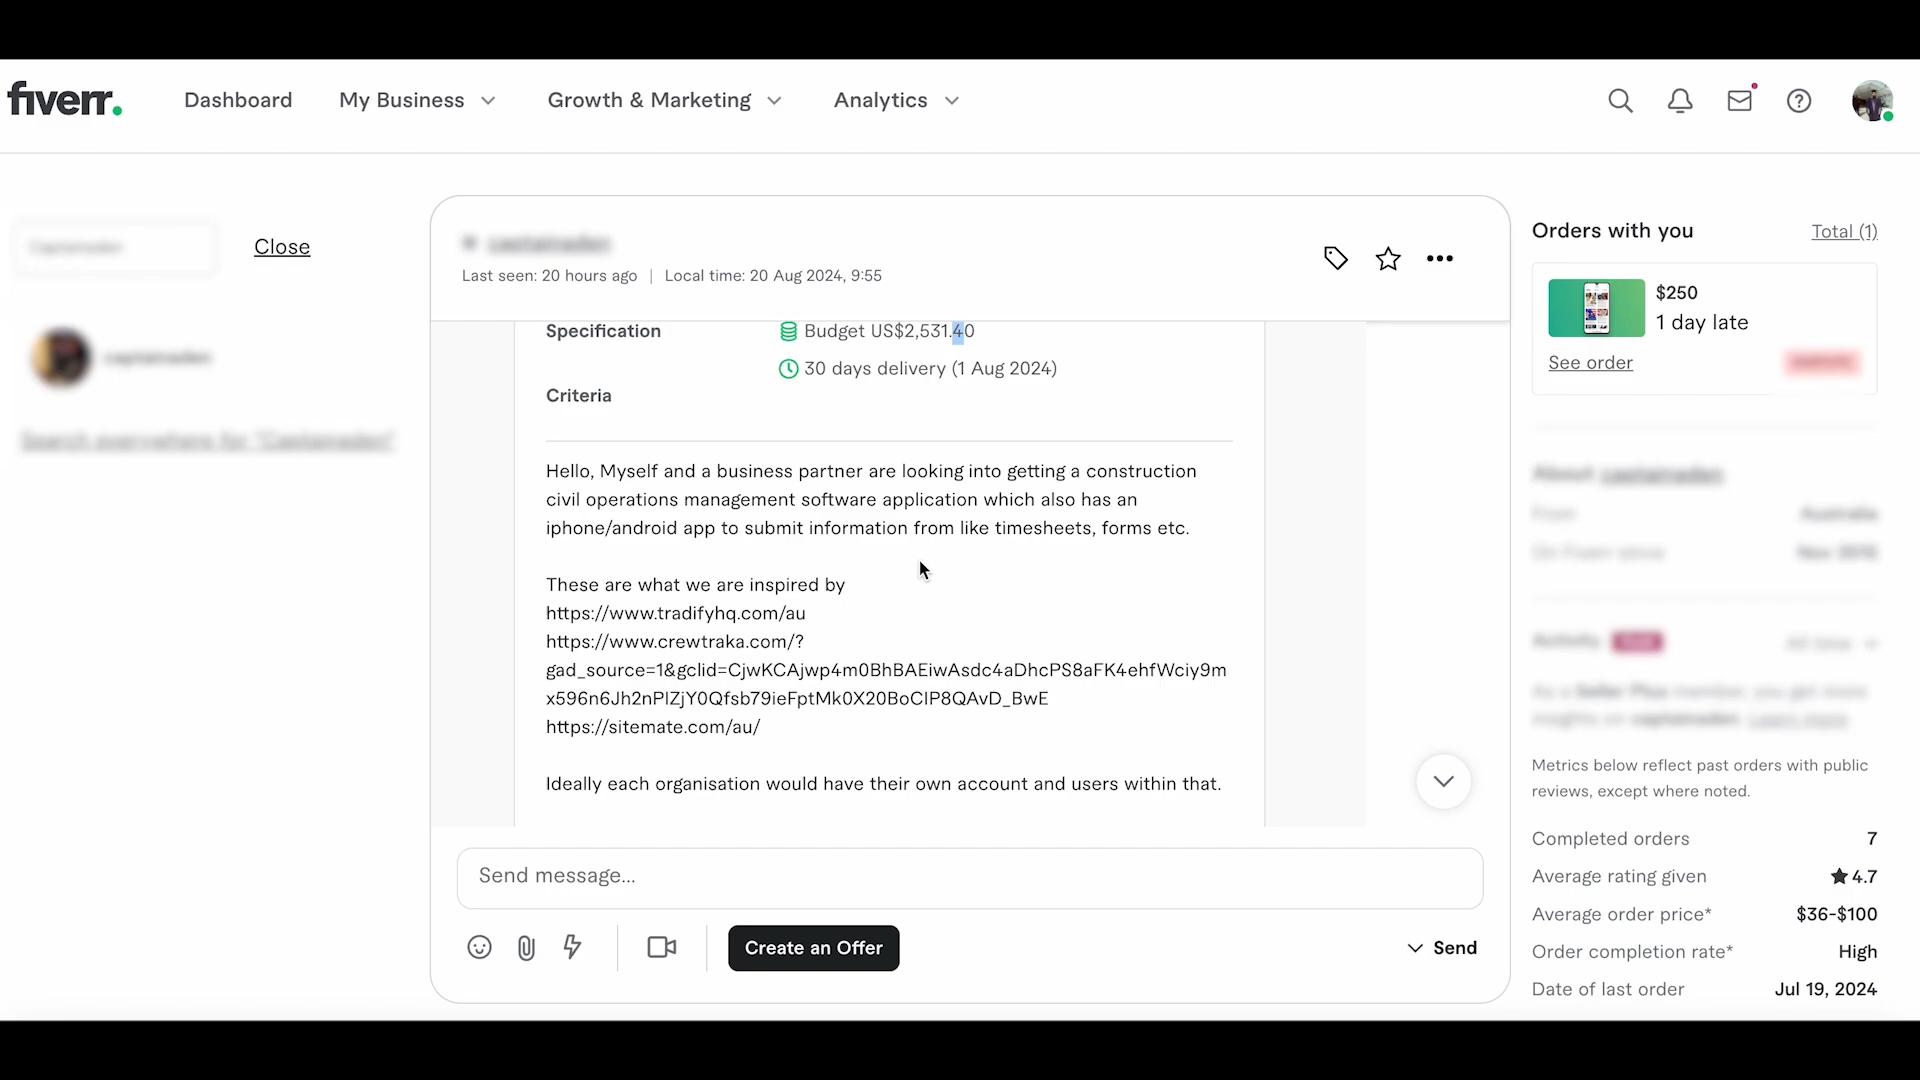 fiverr.
Dashboard
My Business
Growth & Marketing
Analytics
Close
Last seen: 20 hours ago | Local time: 20 Aug 2024, 9:55
Specification
Budget US$2,531.40
30 days delivery (1 Aug 2024)
Criteria
Hello, Myself and a business partner are looking into getting a construction
civil operations management software application which also has an
iphone/android app to submit information from like timesheets, forms etc.
These are what we are inspired by
https://www.tradifyhq.com/au
https://www.crewtraka.com/?
gad_source=1&gclid=CjwKCAjwp4m0BhBAEiwAsdc4aDhcPS8aFK4ehfWciy9m
x596n6Jh2nPlZjY0Qfsb79ieFptMk0X20BoClP8QAvD_BwE
https://sitemate.com/au/
Ideally each organisation would have their own account and users within that.
Send message...
Create an Offer
Send
Orders with you
Total (1)
$250
1 day late
See order
Metrics below reflect past orders with public
reviews, except where noted.
Completed orders 7
Average rating given 4.7
Average order price* $36-$100
Order completion rate* High
Date of last order Jul 19, 2024